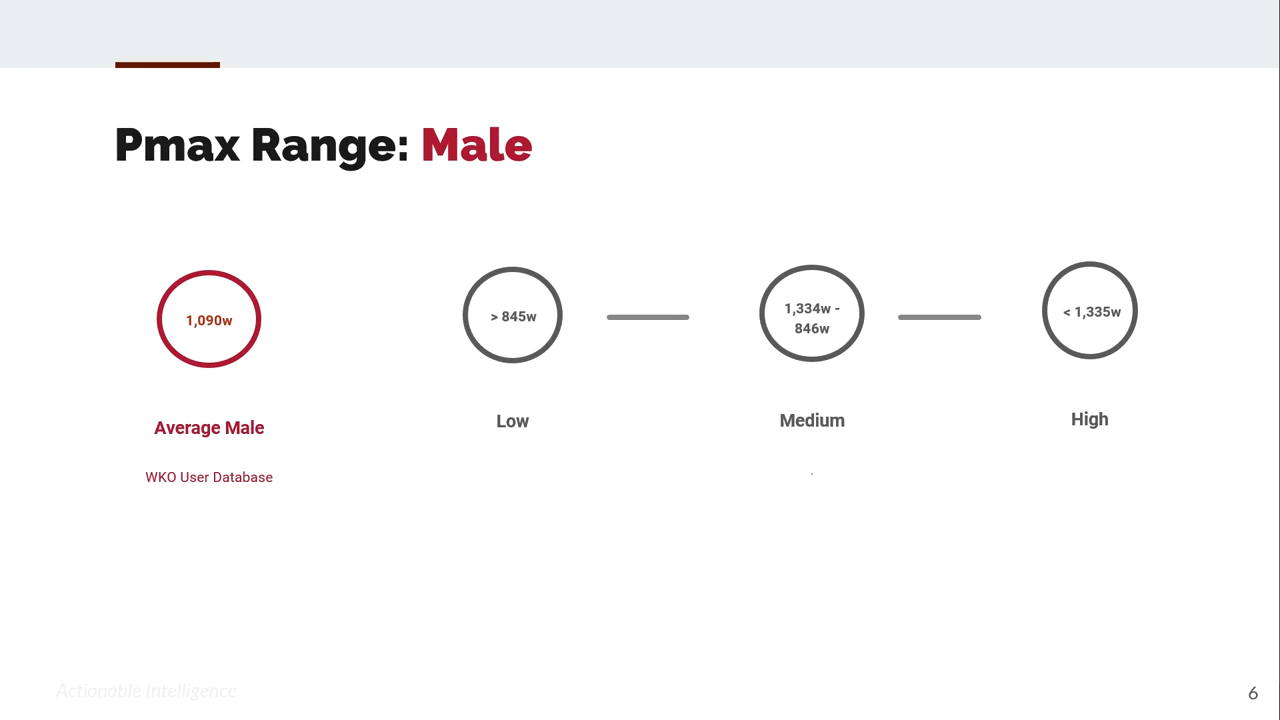 Pmax Range: Male
1,090w
> 845w
1,334w -
846w
< 1,335w
Average Male
Low
Medium
High
WKO User Database
.
Actionable Intelligence
6